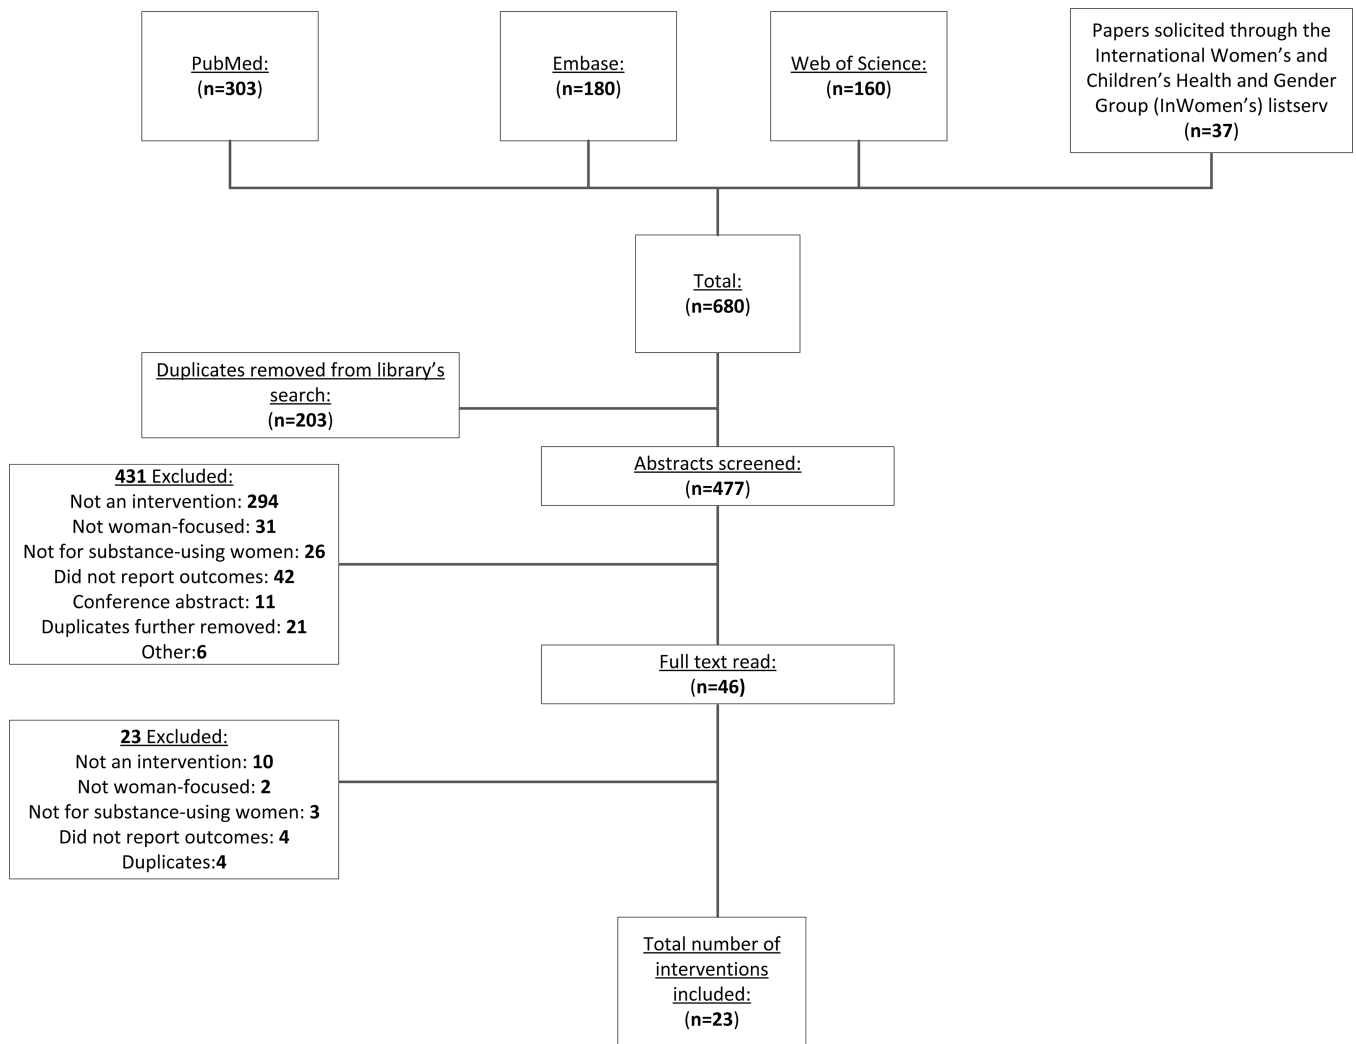 PubMed:
(n=303)
Embase:
(n=180)
Web of Science:
(n=160)
Papers solicited through the
International Women’s and
Children’s Health and Gender
Group (InWomen’s) listserv
(n=37)
Total:
(n=680)
Duplicates removed from library’s
search:
(n=203)
Abstracts screened:
(n=477)
431 Excluded:
Not an intervention: 294
Not woman-focused: 31
Not for substance-using women: 26
Did not report outcomes: 42
Conference abstract: 11
Duplicates further removed: 21
Other:6
Full text read:
(n=46)
23 Excluded:
Not an intervention: 10
Not woman-focused: 2
Not for substance-using women: 3
Did not report outcomes: 4
Duplicates:4
Total number of
interventions
included:
(n=23)